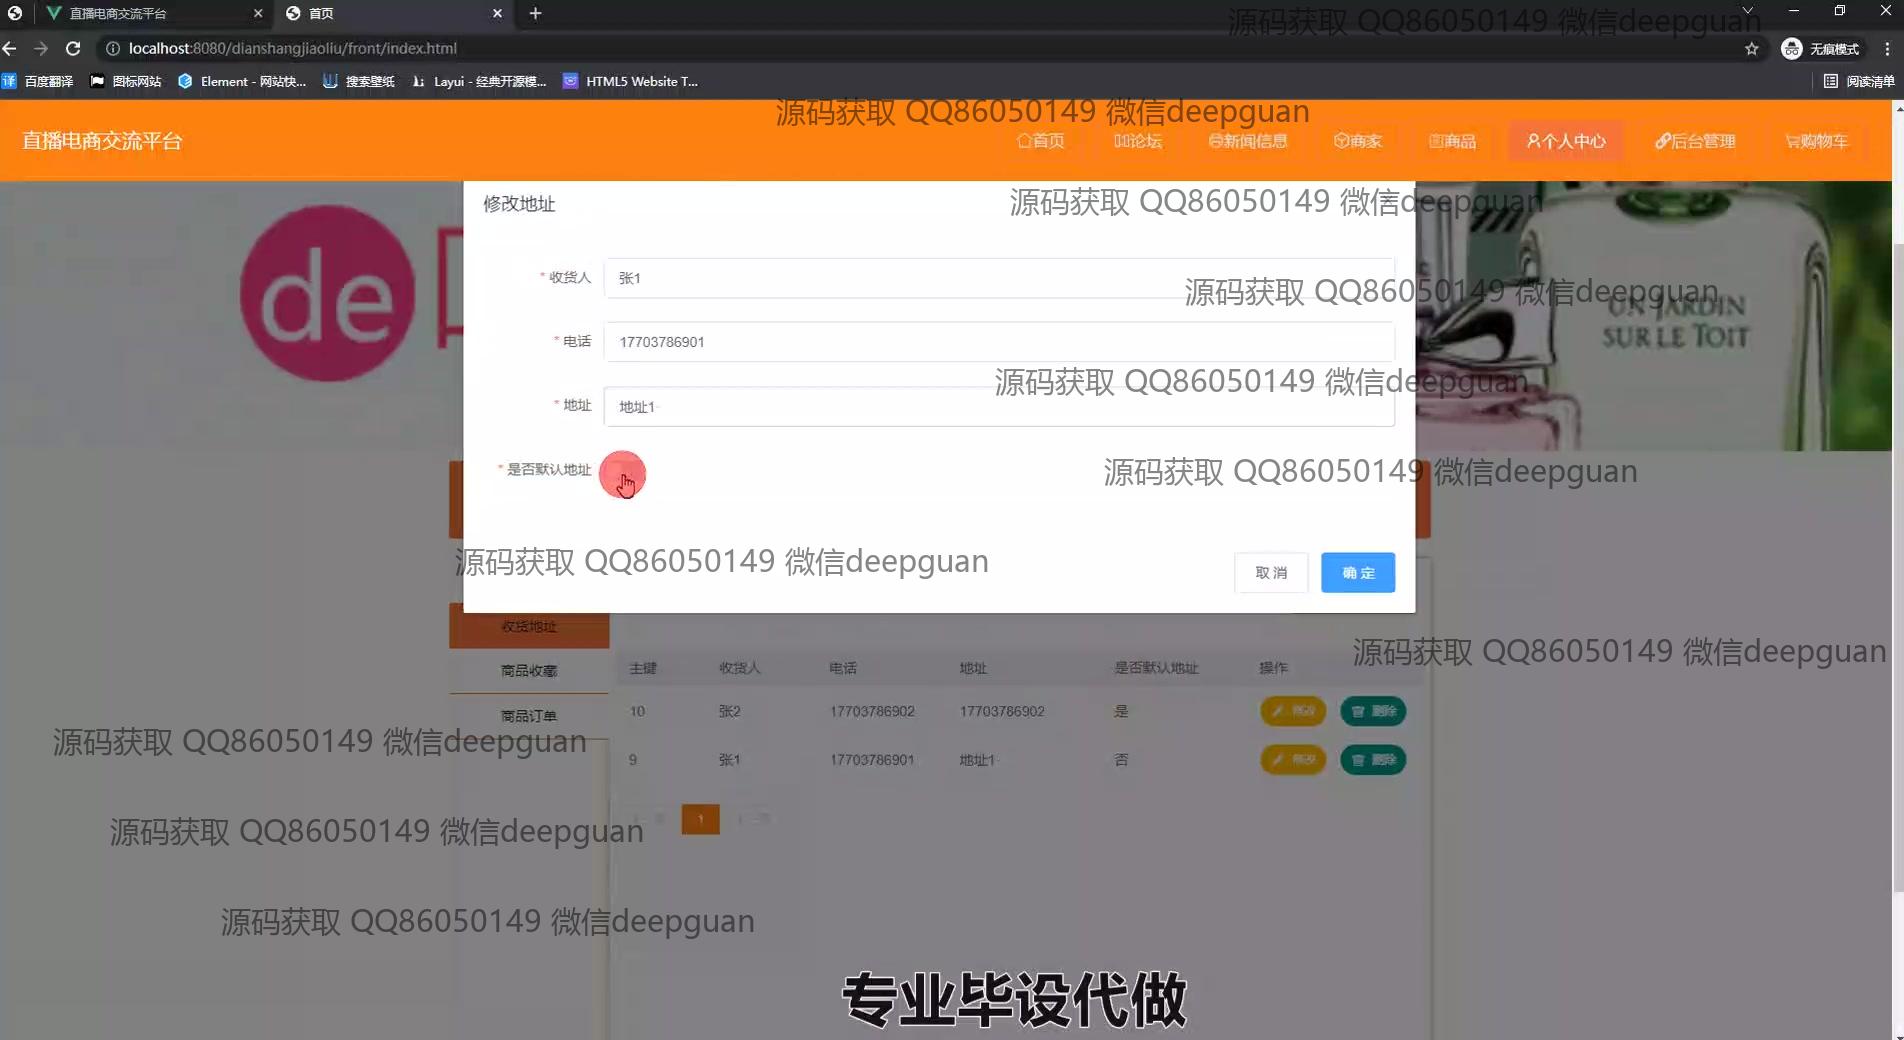 直播电商交流平台
首页
源码获取 QQ86050149 微信deepguan
localhost:8080/dianshangjiaoliu/front/index.html
无痕模式
译 百度翻译
图标网站
Element - 网站快...
搜索壁纸
Layui - 经典开源模...
HTML5 Website T...
阅读清单
源码获取 QQ86050149 微信deepguan
直播电商交流平台
首页
论坛
新闻信息
商家
商品
个人中心
后台管理
购物车
修改地址
源码获取 QQ86050149 微信deepguan
de
* 收货人 张1
源码获取 QQ86050149 微信deepguan
UN JARDIN
SUR LE TOIT
* 电话 17703786901
源码获取 QQ86050149 微信deepguan
* 地址 地址1
* 是否默认地址
源码获取 QQ86050149 微信deepguan
源码获取 QQ86050149 微信deepguan
取消
确定
收货地址
源码获取 QQ86050149 微信deepguan
商品收藏
商品订单
主键 收货人 电话 地址 是否默认地址 操作
10 张2 17703786902 17703786902 是 修改 删除
9 张1 17703786901 地址1 否 修改 删除
源码获取 QQ86050149 微信deepguan
1
源码获取 QQ86050149 微信deepguan
源码获取 QQ86050149 微信deepguan
专业毕设代做